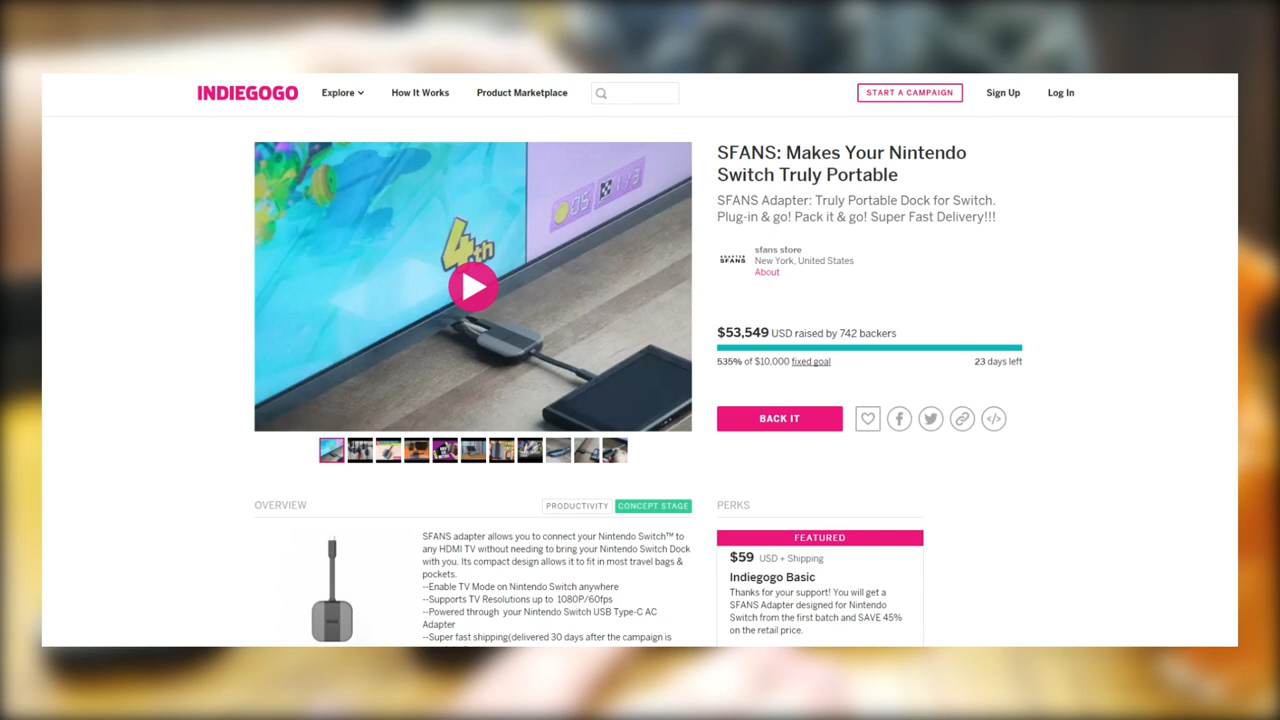 INDIEGOGO
Explore
How It Works
Product Marketplace
START A CAMPAIGN
Sign Up
Log In
4th
05
1/3
SFANS: Makes Your Nintendo
Switch Truly Portable
SFANS Adapter: Truly Portable Dock for Switch.
Plug-in & go! Pack it & go! Super Fast Delivery!!!
ADAPTER
SFANS
sfans store
New York, United States
About
$53,549 USD raised by 742 backers
535% of $10,000 fixed goal
23 days left
BACK IT
OVERVIEW
PRODUCTIVITY
CONCEPT STAGE
SFANS adapter allows you to connect your Nintendo Switch™ to
any HDMI TV without needing to bring your Nintendo Switch Dock
with you. Its compact design allows it to fit in most travel bags &
pockets.
--Enable TV Mode on Nintendo Switch anywhere
--Supports TV Resolutions up to 1080P/60fps
--Powered through your Nintendo Switch USB Type-C AC
Adapter
--Super fast shipping(delivered 30 days after the campaign is
PERKS
FEATURED
$59 USD + Shipping
Indiegogo Basic
Thanks for your support! You will get a
SFANS Adapter designed for Nintendo
Switch from the first batch and SAVE 45%
on the retail price.